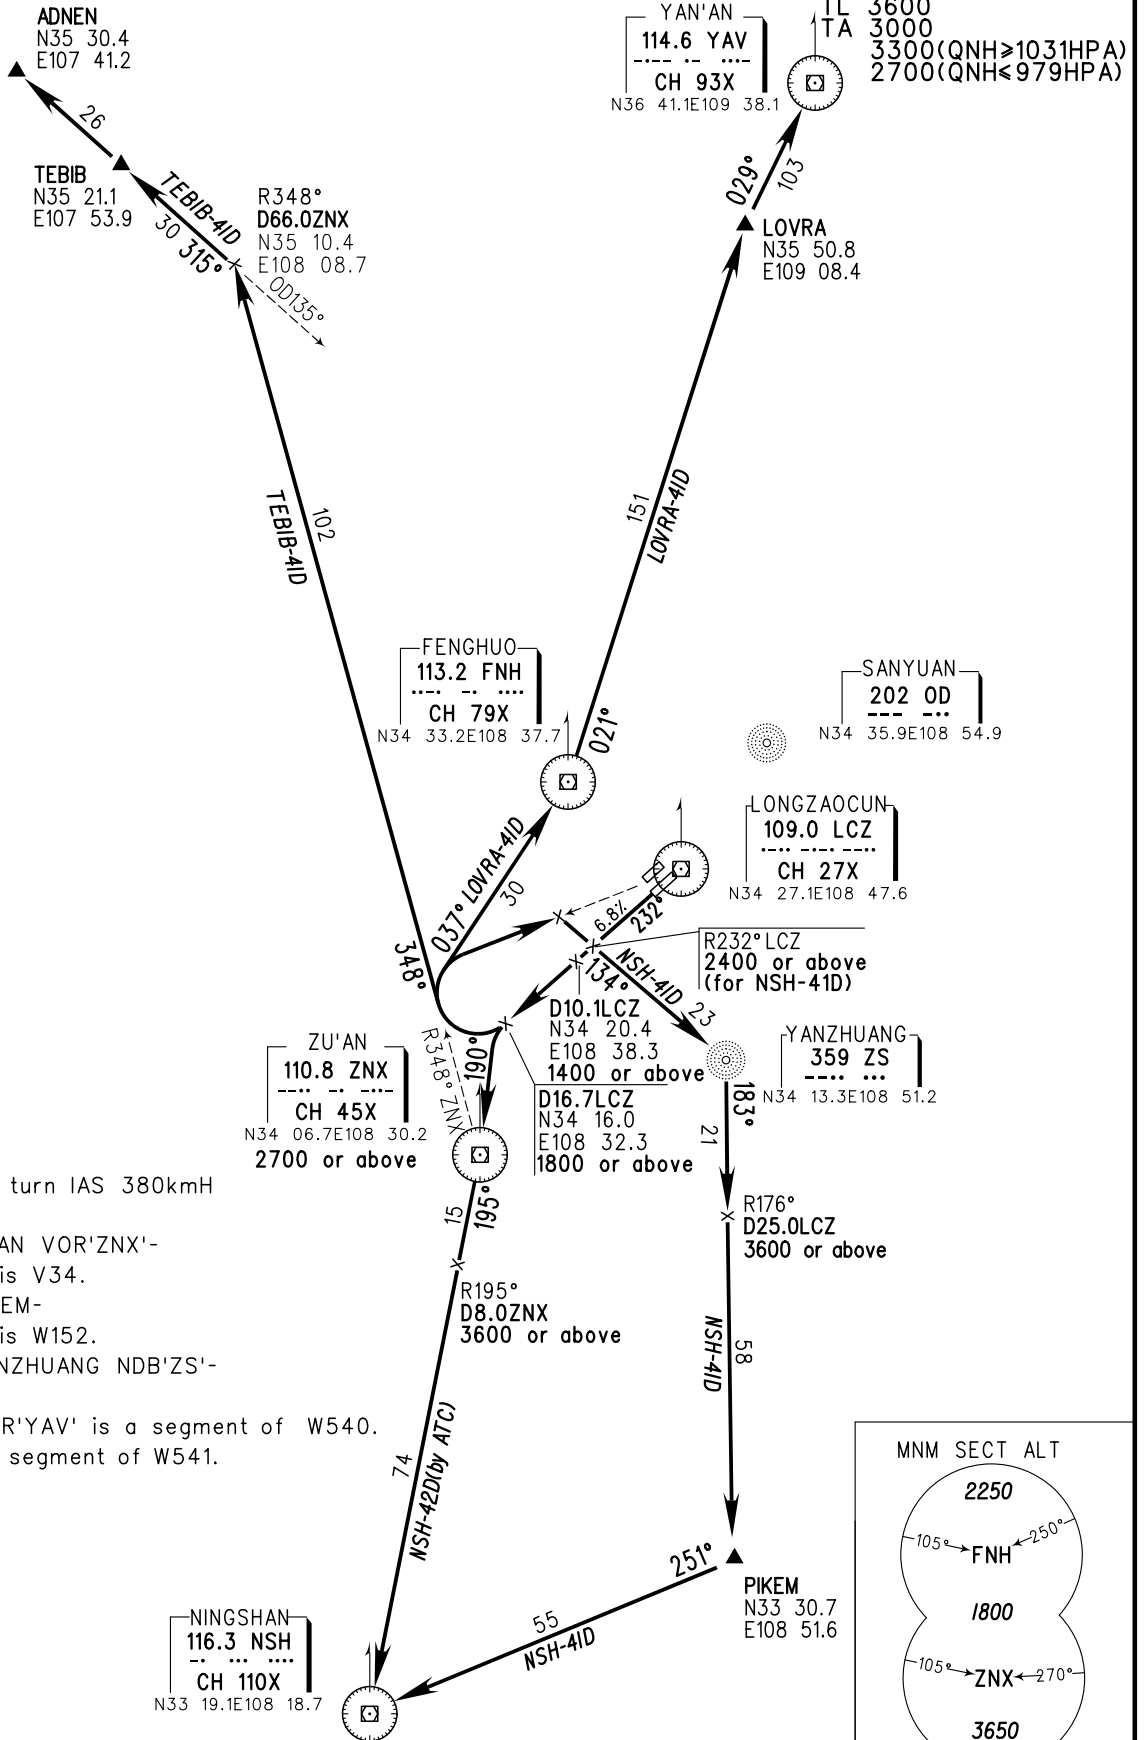 ADNEN
N35 30.4
E107 41.2
26
TEBIB
N35 21.1
E107 53.9
TEBIB-41D
30 315°
R348°
D66.0ZNX
N35 10.4
E108 08.7
OD135°
YAN'AN
114.6 YAV
CH 93X
N36 41.1E109 38.1
TL 3600
TA 3000
3300(QNH≥1031HPA)
2700(QNH≤979HPA)
029°
103
LOVRA
N35 50.8
E109 08.4
102
TEBIB-41D
151
LOVRA-41D
FENGHUO
113.2 FNH
CH 79X
N34 33.2E108 37.7
021°
SANYUAN
202 OD
N34 35.9E108 54.9
LONGZAOCUN
109.0 LCZ
CH 27X
N34 27.1E108 47.6
037° LOVRA-41D
30
348°
6.8%
232°
R232°LCZ
2400 or above
(for NSH-41D)
NSH-41D 23
134°
D10.1LCZ
N34 20.4
E108 38.3
1400 or above
D16.7LCZ
N34 16.0
E108 32.3
1800 or above
YANZHUANG
359 ZS
N34 13.3E108 51.2
ZU'AN
110.8 ZNX
CH 45X
N34 06.7E108 30.2
2700 or above
R348° ZNX
190°
183°
21
R176°
D25.0LCZ
3600 or above
195°
15
R195°
D8.0ZNX
3600 or above
turn IAS 380kmH
AN VOR'ZNX'-
is V34.
EM-
is W152.
NZHUANG NDB'ZS'-
R'YAV' is a segment of W540.
segment of W541.
58
NSH-41D
74
NSH-42D(by ATC)
251°
55
NSH-41D
PIKEM
N33 30.7
E108 51.6
NINGSHAN
116.3 NSH
CH 110X
N33 19.1E108 18.7
MNM SECT ALT
2250
105° FNH 250°
1800
105° ZNX 270°
3650